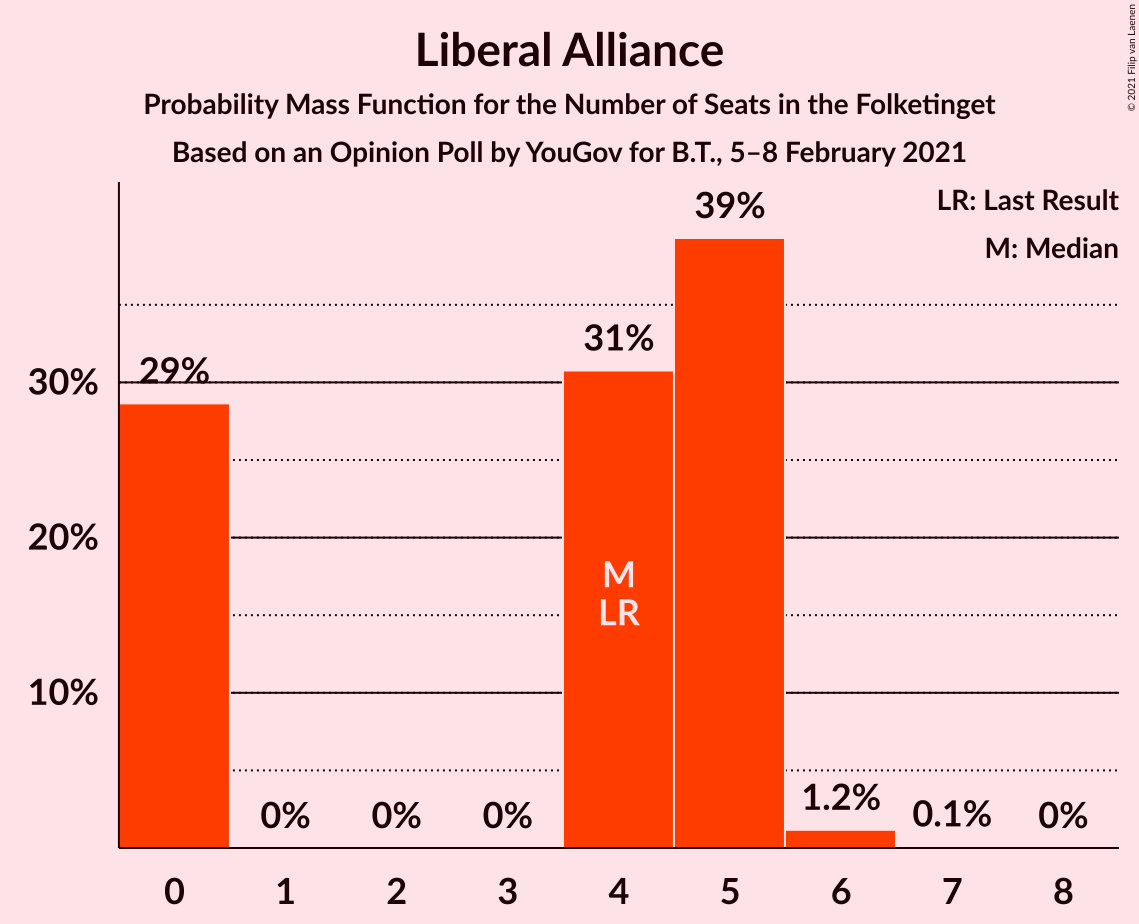 Liberal Alliance
Probability Mass Function for the Number of Seats in the Folketinget
Based on an Opinion Poll by YouGov for B.T., 5–8 February 2021
© 2021 Filip van Laenen
LR: Last Result
M: Median
39%
31%
29%
30%
20%
10%
M
LR
0%
0%
0%
1.2%
0.1%
0%
0 1 2 3 4 5 6 7 8